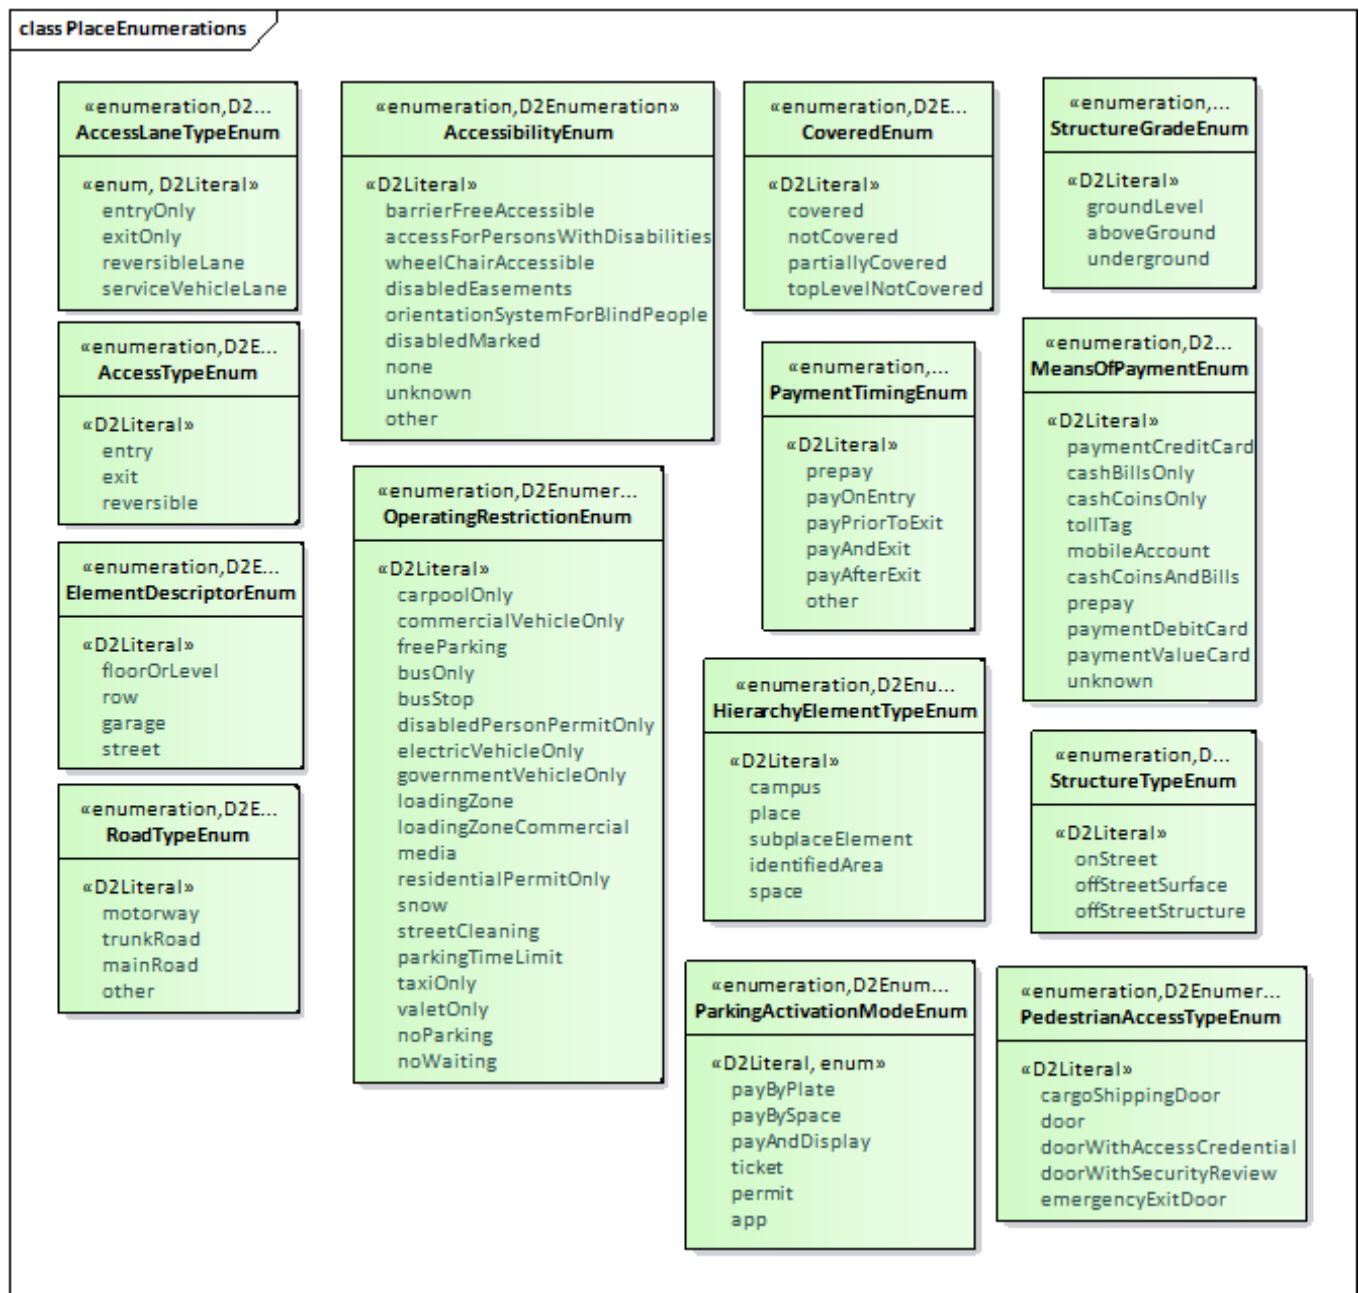 class PlaceEnumerations
«enumeration,D2...
AccessLaneTypeEnum
«enum, D2Literal»
entryOnly
exitOnly
reversibleLane
serviceVehicleLane
«enumeration,D2E...
AccessTypeEnum
«D2Literal»
entry
exit
reversible
«enumeration,D2E...
ElementDescriptorEnum
«D2Literal»
floorOrLevel
row
garage
street
«enumeration,D2E...
RoadTypeEnum
«D2Literal»
motorway
trunkRoad
mainRoad
other
«enumeration,D2Enumeration»
AccessibilityEnum
«D2Literal»
barrierFreeAccessible
accessForPersonsWithDisabilities
wheelChairAccessible
disabledEasements
orientationSystemForBlindPeople
disabledMarked
none
unknown
other
«enumeration,D2Enumer...
OperatingRestrictionEnum
«D2Literal»
carpoolOnly
commercialVehicleOnly
freeParking
busOnly
busStop
disabledPersonPermitOnly
electricVehicleOnly
governmentVehicleOnly
loadingZone
loadingZoneCommercial
media
residentialPermitOnly
snow
streetCleaning
parkingTimeLimit
taxiOnly
valetOnly
noParking
noWaiting
«enumeration,D2E...
CoveredEnum
«D2Literal»
covered
notCovered
partiallyCovered
topLevelNotCovered
«enumeration,...
PaymentTimingEnum
«D2Literal»
prepay
payOnEntry
payPriorToExit
payAndExit
payAfterExit
other
«enumeration,D2Enu...
HierarchyElementTypeEnum
«D2Literal»
campus
place
subplaceElement
identifiedArea
space
«enumeration,D2Enum...
ParkingActivationModeEnum
«D2Literal, enum»
payByPlate
payBySpace
payAndDisplay
ticket
permit
app
«enumeration,...
StructureGradeEnum
«D2Literal»
groundLevel
aboveGround
underground
«enumeration,D2...
MeansOfPaymentEnum
«D2Literal»
paymentCreditCard
cashBillsOnly
cashCoinsOnly
tollTag
mobileAccount
cashCoinsAndBills
prepay
paymentDebitCard
paymentValueCard
unknown
«enumeration,D...
StructureTypeEnum
«D2Literal»
onStreet
offStreetSurface
offStreetStructure
«enumeration,D2Enumer...
PedestrianAccessTypeEnum
«D2Literal»
cargoShippingDoor
door
doorWithAccessCredential
doorWithSecurityReview
emergencyExitDoor